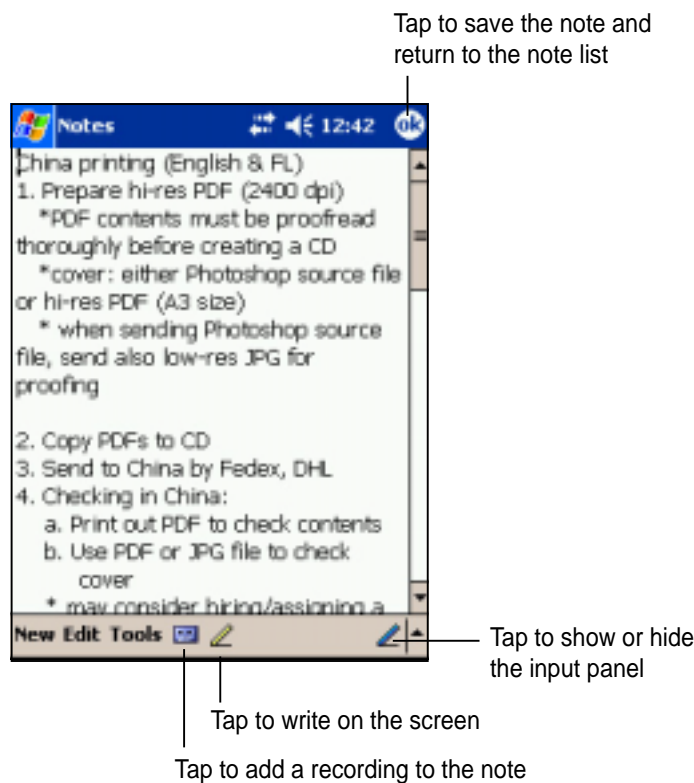 Tap to save the note and
return to the note list
Notes 12:42 ok
China printing (English & FL)
1. Prepare hi-res PDF (2400 dpi)
*PDF contents must be proofread
thoroughly before creating a CD
*cover: either Photoshop source file
or hi-res PDF (A3 size)
* when sending Photoshop source
file, send also low-res JPG for
proofing
2. Copy PDFs to CD
3. Send to China by Fedex, DHL
4. Checking in China:
a. Print out PDF to check contents
b. Use PDF or JPG file to check
cover
* may consider hiring/assigning a
New Edit Tools
Tap to show or hide
the input panel
Tap to write on the screen
Tap to add a recording to the note